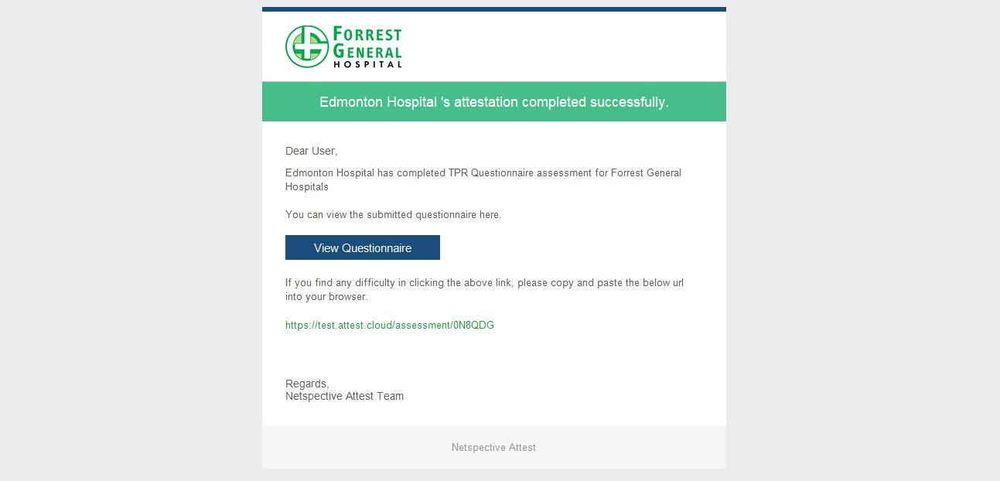 FORREST
GENERAL
HOSPITAL
Edmonton Hospital 's attestation completed successfully.
Dear User,
Edmonton Hospital has completed TPR Questionnaire assessment for Forrest General
Hospitals
You can view the submitted questionnaire here.
View Questionnaire
If you find any difficulty in clicking the above link, please copy and paste the below url
into your browser.
https://test.attest.cloud/assessment/0N8QDG
Regards,
Netspective Attest Team
Netspective Attest